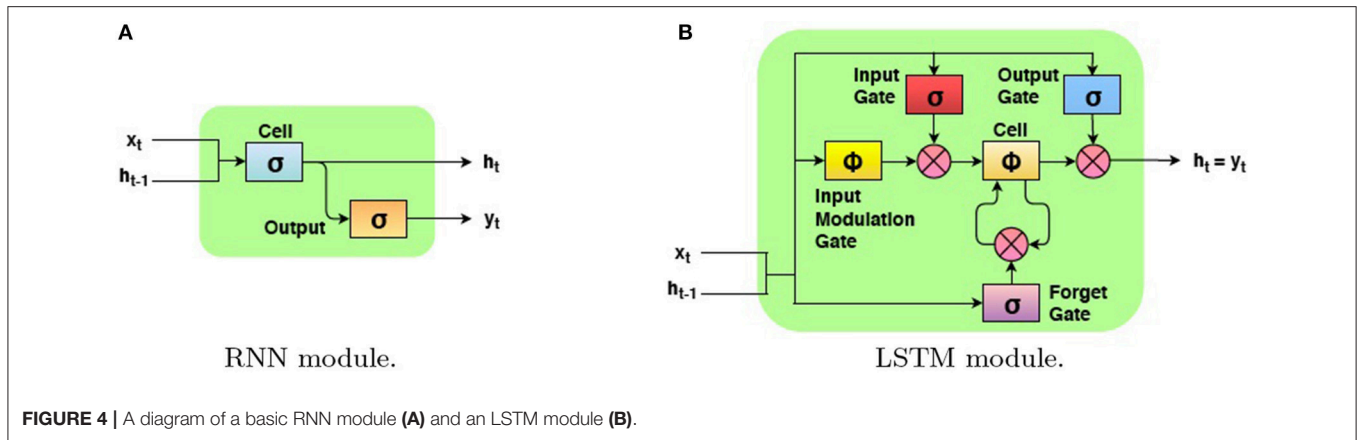 A
Cell
xt
σ
ht
ht-1
Output
σ
yt
RNN module.
B
Input
Gate
σ
Output
Gate
σ
Cell
Φ
Φ
ht = yt
Input
Modulation
Gate
xt
ht-1
σ
Forget
Gate
LSTM module.
FIGURE 4 | A diagram of a basic RNN module (A) and an LSTM module (B).